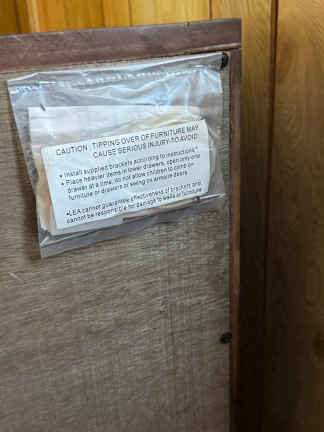 CAUTION : TIPPING OVER OF FURNITURE MAY
CAUSE SERIOUS INJURY-TO AVOID:
• Install supplied brackets according to instructions.*
• Place heavier items in lower drawers, open only one
drawer at a time, do not allow children to climb on
furniture or drawers or swing on armoire doors
•LEA cannot guarantee effectiveness of brackets and
cannot be responsible for damage to walls or furniture